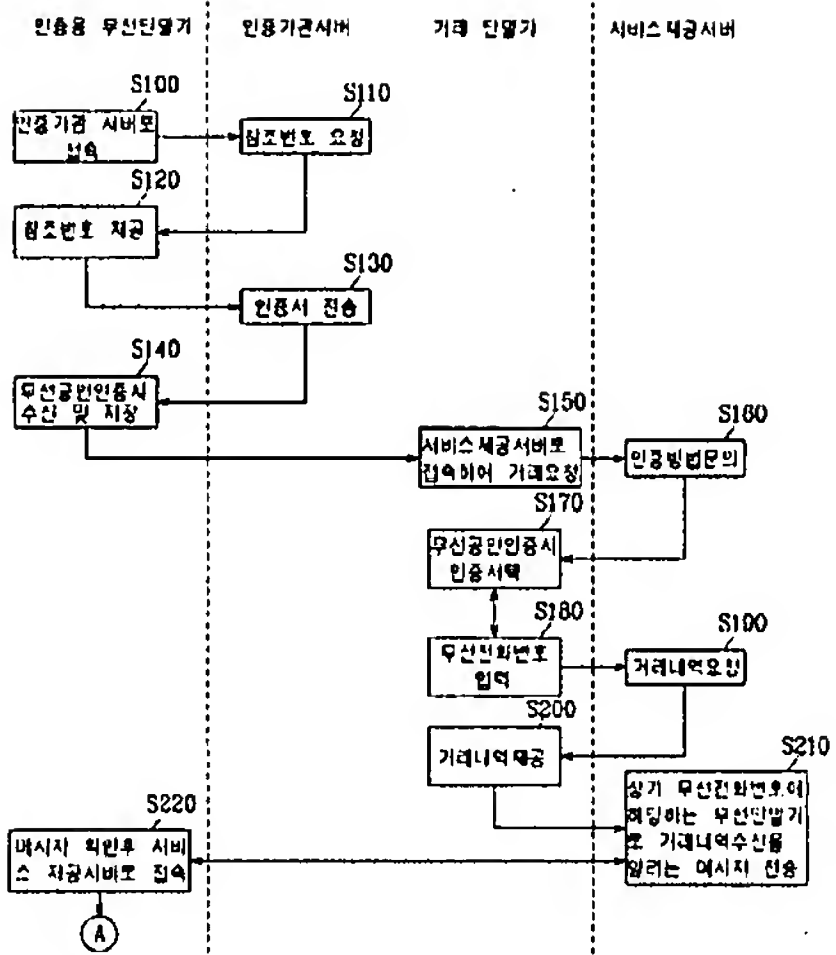 인증용 무선단말기
인증기관서버
거래 단말기
서비스제공서버
S100
인증기관 서버로
접속
S110
참조번호 요청
S120
참조번호 제공
S130
인증서 전송
S140
무선공인인증서
수신 및 저장
S150
서비스제공서버로
접속하여 거래요청
S160
인증방법문의
S170
무선공인인증서
인증서택
S180
무선전화번호
입력
S190
거래내역요청
S200
거래내역제공
S210
상기 무선전화번호에
해당하는 무선단말기
로 거래내역수신을
알리는 메시지 전송
S220
메시지 확인후 서비
스 제공서버로 접속
A